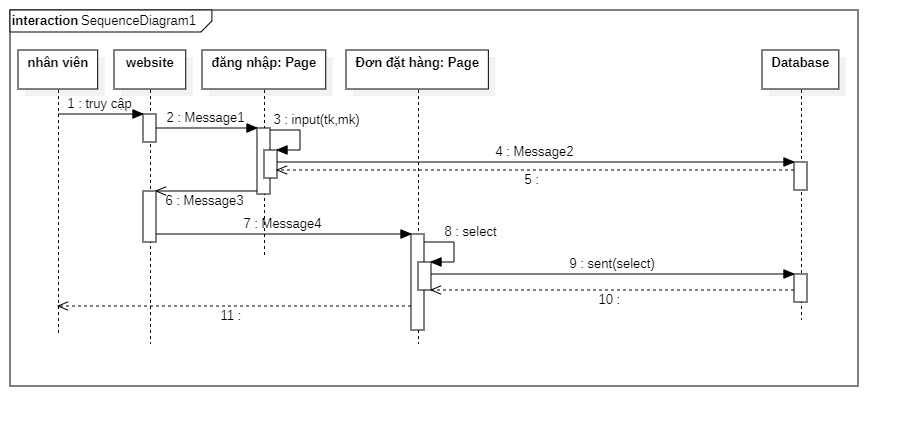 interaction SequenceDiagram1
nhân viên
website
đăng nhập: Page
Đơn đặt hàng: Page
Database
1 : truy cập
2 : Message1
3 : input(tk,mk)
4 : Message2
5 :
6 : Message3
7 : Message4
8 : select
9 : sent(select)
10 :
11 :